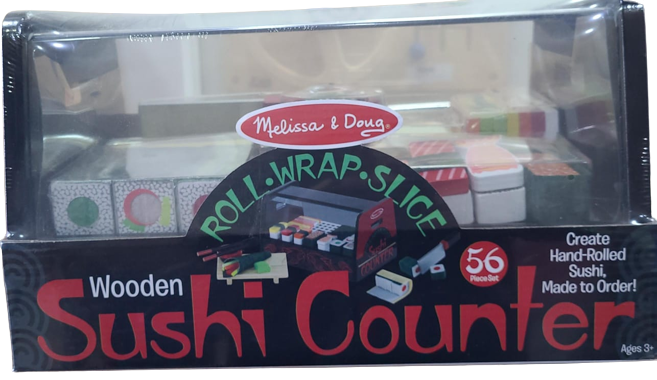 Melissa & Doug®
ROLL•WRAP•SLICE
56
Piece Set
Create
Hand-Rolled
Sushi,
Made to Order!
Wooden
Sushi Counter
Ages 3+